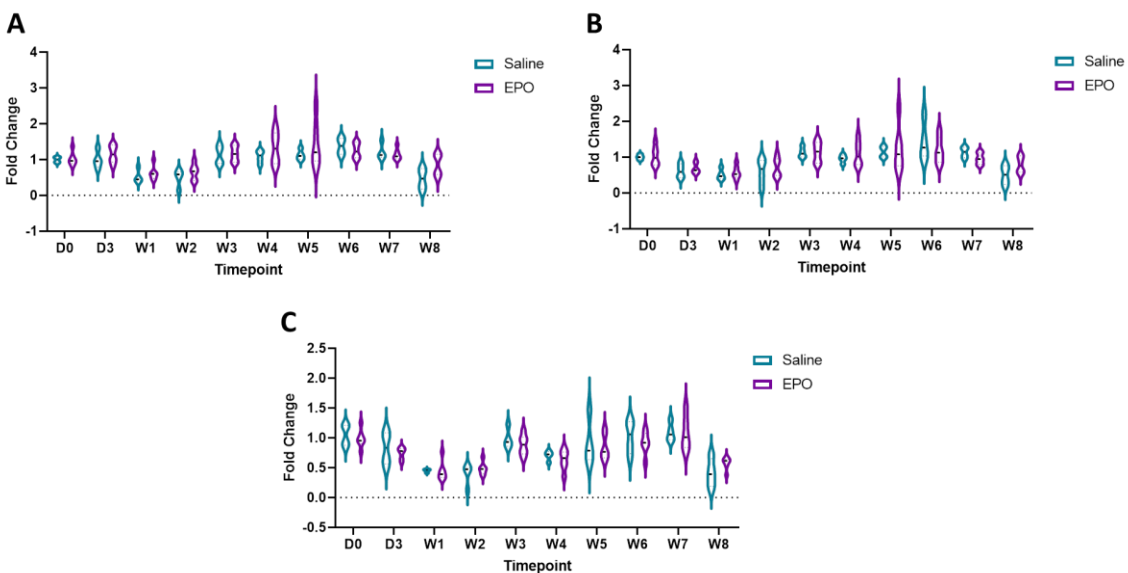 A
Fold Change
4
3
2
1
0
-1
D0 D3 W1 W2 W3 W4 W5 W6 W7 W8
Timepoint
Saline
EPO
B
Fold Change
4
3
2
1
0
-1
D0 D3 W1 W2 W3 W4 W5 W6 W7 W8
Timepoint
Saline
EPO
C
Fold Change
2.5
2.0
1.5
1.0
0.5
0.0
-0.5
D0 D3 W1 W2 W3 W4 W5 W6 W7 W8
Timepoint
Saline
EPO